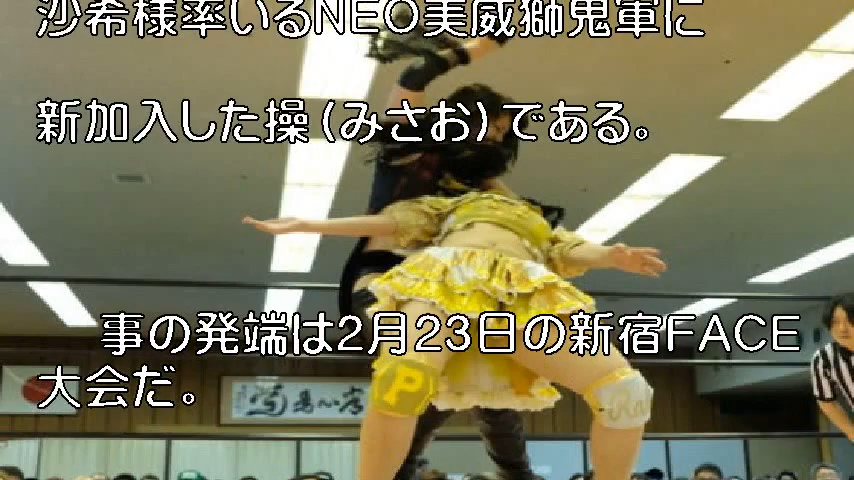 沙希様率いるNEO美威獅鬼軍に
新加入した操（みさお）である。
事の発端は2月23日の新宿FACE
大会だ。
P
Ra